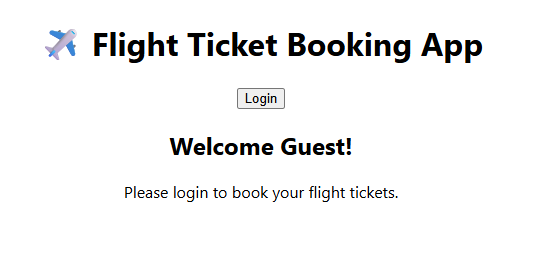 ✈️ Flight Ticket Booking App
Login
Welcome Guest!
Please login to book your flight tickets.